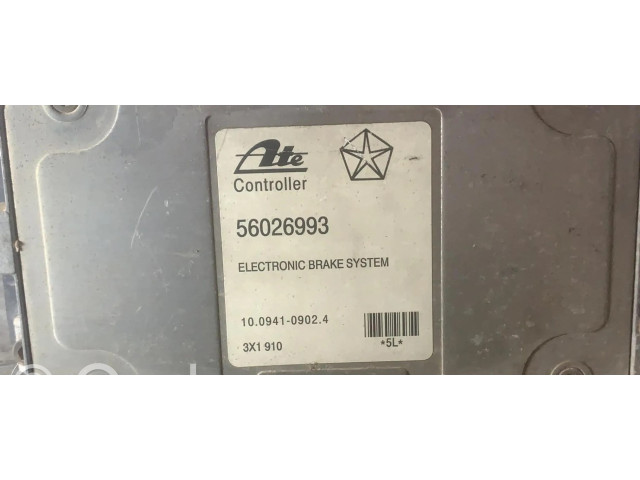 Ate
Controller
56026993
ELECTRONIC BRAKE SYSTEM
10.0941-0902.4
3X1 910
*5L*